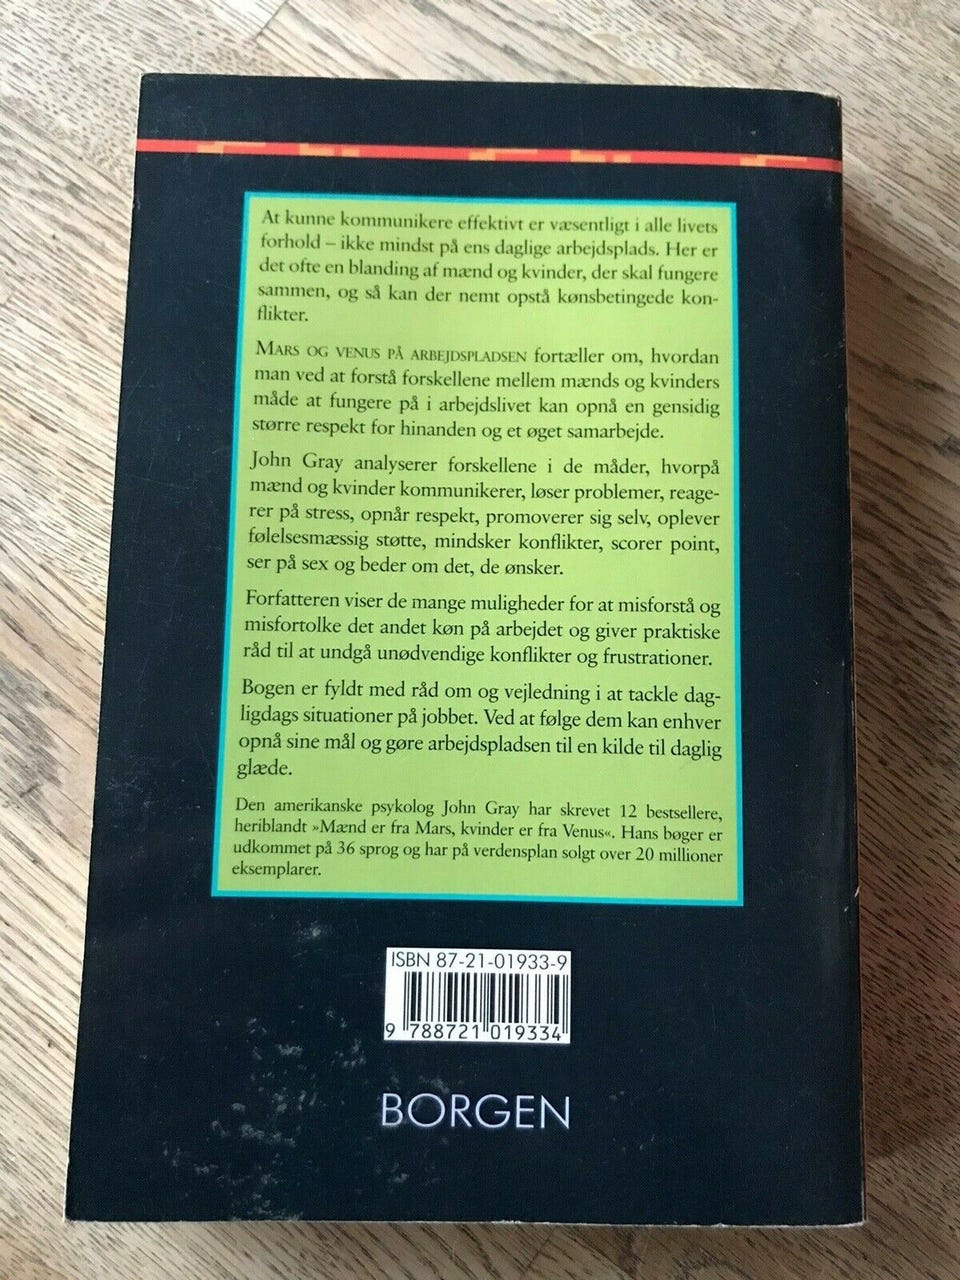 At kunne kommunikere effektivt er væsentligt i alle livets
forhold – ikke mindst på ens daglige arbejdsplads. Her er
det ofte en blanding af mænd og kvinder, der skal fungere
sammen, og så kan der nemt opstå kønsbetingede kon-
flikter.
MARS OG VENUS PÅ ARBEJDSPLADSEN fortæller om, hvordan
man ved at forstå forskellene mellem mænds og kvinders
måde at fungere på i arbejdslivet kan opnå en gensidig
større respekt for hinanden og et øget samarbejde.
John Gray analyserer forskellene i de måder, hvorpå
mænd og kvinder kommunikerer, løser problemer, reage-
rer på stress, opnår respekt, promoverer sig selv, oplever
følelsesmæssig støtte, mindsker konflikter, scorer point,
ser på sex og beder om det, de ønsker.
Forfatteren viser de mange muligheder for at misforstå og
misfortolke det andet køn på arbejdet og giver praktiske
råd til at undgå unødvendige konflikter og frustrationer.
Bogen er fyldt med råd om og vejledning i at tackle dag-
ligdags situationer på jobbet. Ved at følge dem kan enhver
opnå sine mål og gøre arbejdspladsen til en kilde til daglig
glæde.
Den amerikanske psykolog John Gray har skrevet 12 bestsellere,
heriblandt »Mænd er fra Mars, kvinder er fra Venus«. Hans bøger er
udkommet på 36 sprog og har på verdensplan solgt over 20 millioner
eksemplarer.
ISBN 87-21-01933-9
9 788721 019334
BORGEN